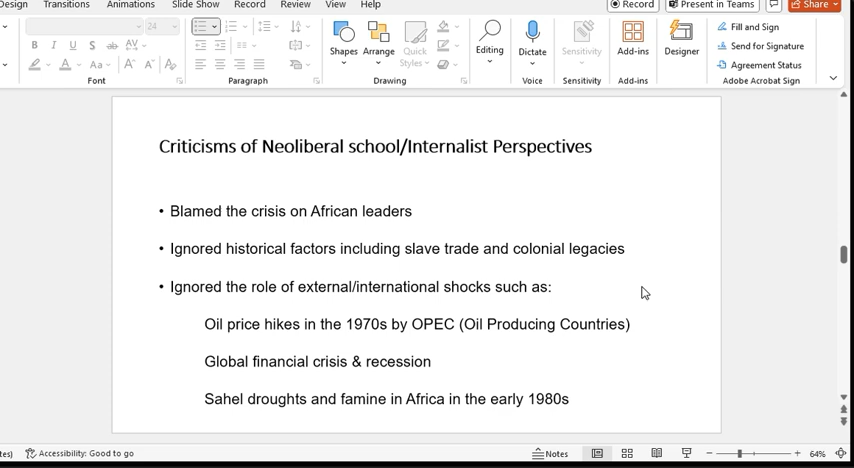 Design Transitions Animations Slide Show Record Review View Help Record Present in Teams Share
24
B I U S ab AV
Aa A A
Font
Paragraph
Shapes Arrange Quick Styles
Drawing
Editing
Dictate
Voice
Sensitivity
Sensitivity
Add-ins
Add-ins
Designer
Fill and Sign
Send for Signature
Agreement Status
Adobe Acrobat Sign
Criticisms of Neoliberal school/Internalist Perspectives
• Blamed the crisis on African leaders
• Ignored historical factors including slave trade and colonial legacies
• Ignored the role of external/international shocks such as:
Oil price hikes in the 1970s by OPEC (Oil Producing Countries)
Global financial crisis & recession
Sahel droughts and famine in Africa in the early 1980s
tes) Accessibility: Good to go Notes 64%